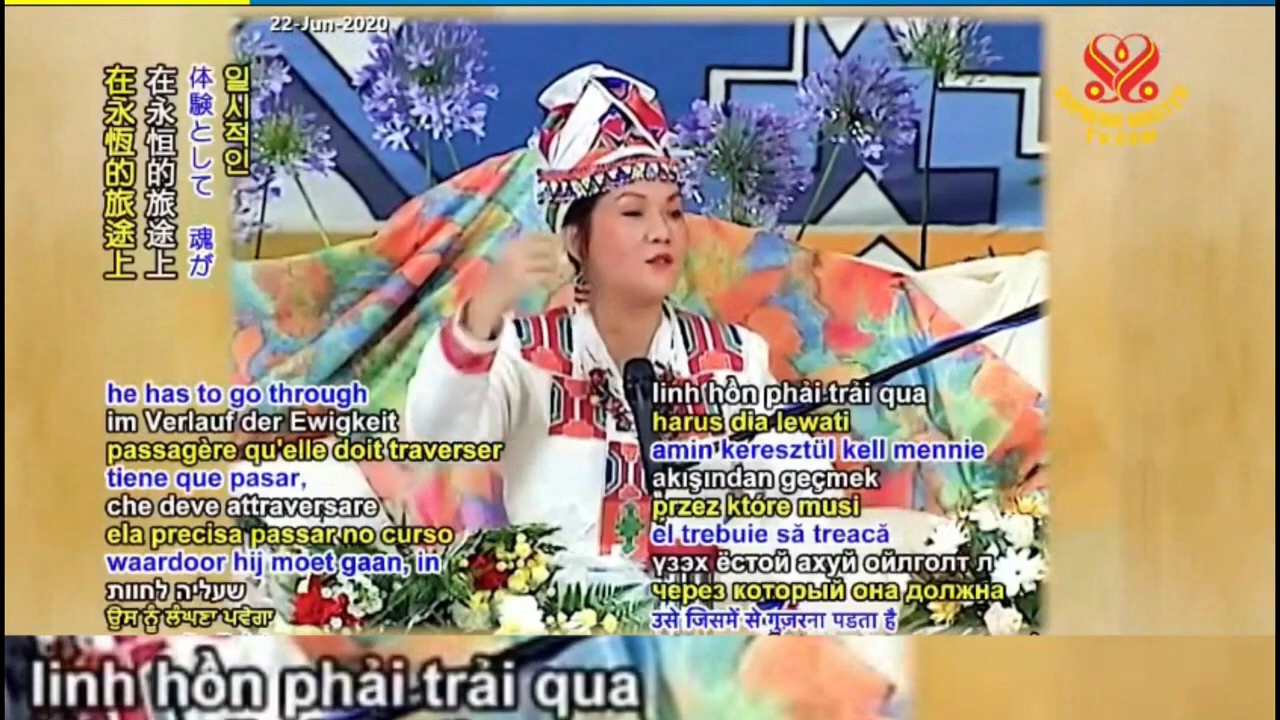 22-Jun-2020
일시적인
体験として 魂が
在永恒的旅途上
在永恆的旅途上
SUPREME MASTER
TV.COM
he has to go through
im Verlauf der Ewigkeit
passagère qu'elle doit traverser
tiene que pasar,
che deve attraversare
ela precisa passar no curso
waardoor hij moet gaan, in
שעליה לחוות
ਉਸ ਨੂੰ ਲੰਘਣਾ ਪਵੇਗਾ
linh hồn phải trải qua
harus dia lewati
amin keresztül kell mennie
akışından geçmek
przez które musi
el trebuie să treacă
үзэх ёстой ахуй ойлголт л
через который она должна
उसे जिसमें से गुज़रना पडता है
linh hồn phải trải qua